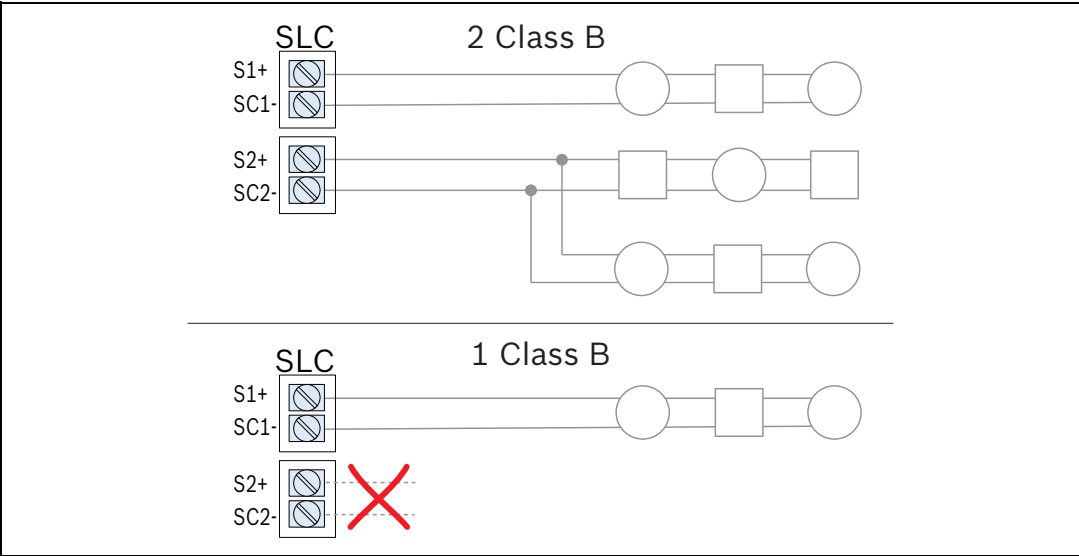 SLC 2 Class B
S1+
SC1-
S2+
SC2-
SLC 1 Class B
S1+
SC1-
S2+
SC2-